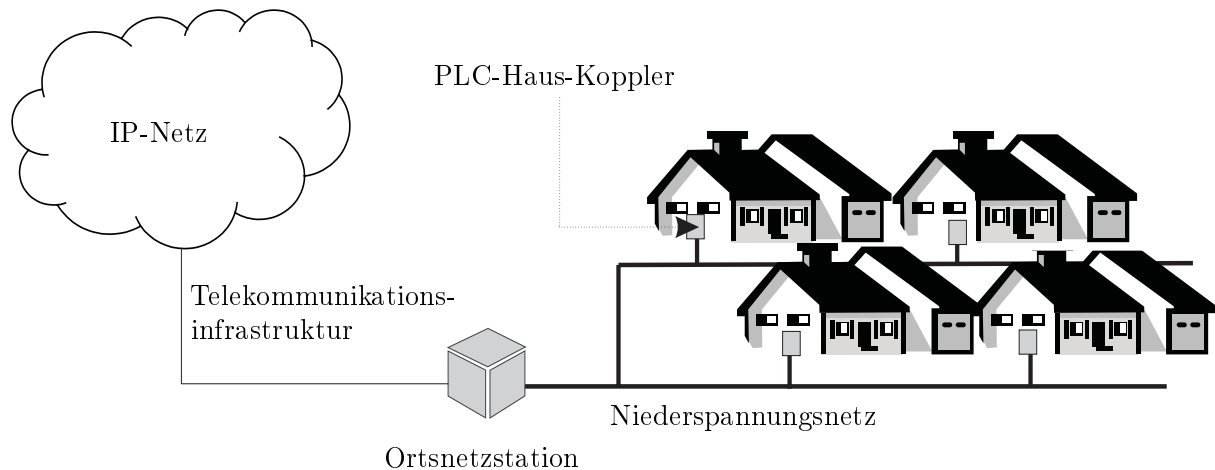 PLC-Haus-Koppler
IP-Netz
Telekommunikations-
infrastruktur
Niederspannungsnetz
Ortsnetzstation